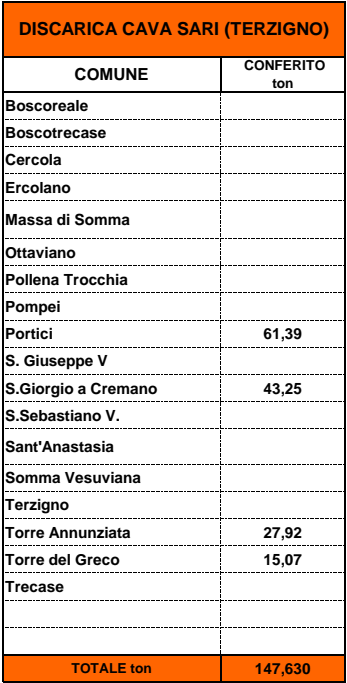 DISCARICA CAVA SARI (TERZIGNO)
COMUNE CONFERITO ton
Boscoreale
Boscotrecase
Cercola
Ercolano
Massa di Somma
Ottaviano
Pollena Trocchia
Pompei
Portici 61,39
S. Giuseppe V
S.Giorgio a Cremano 43,25
S.Sebastiano V.
Sant'Anastasia
Somma Vesuviana
Terzigno
Torre Annunziata 27,92
Torre del Greco 15,07
Trecase
TOTALE ton 147,630